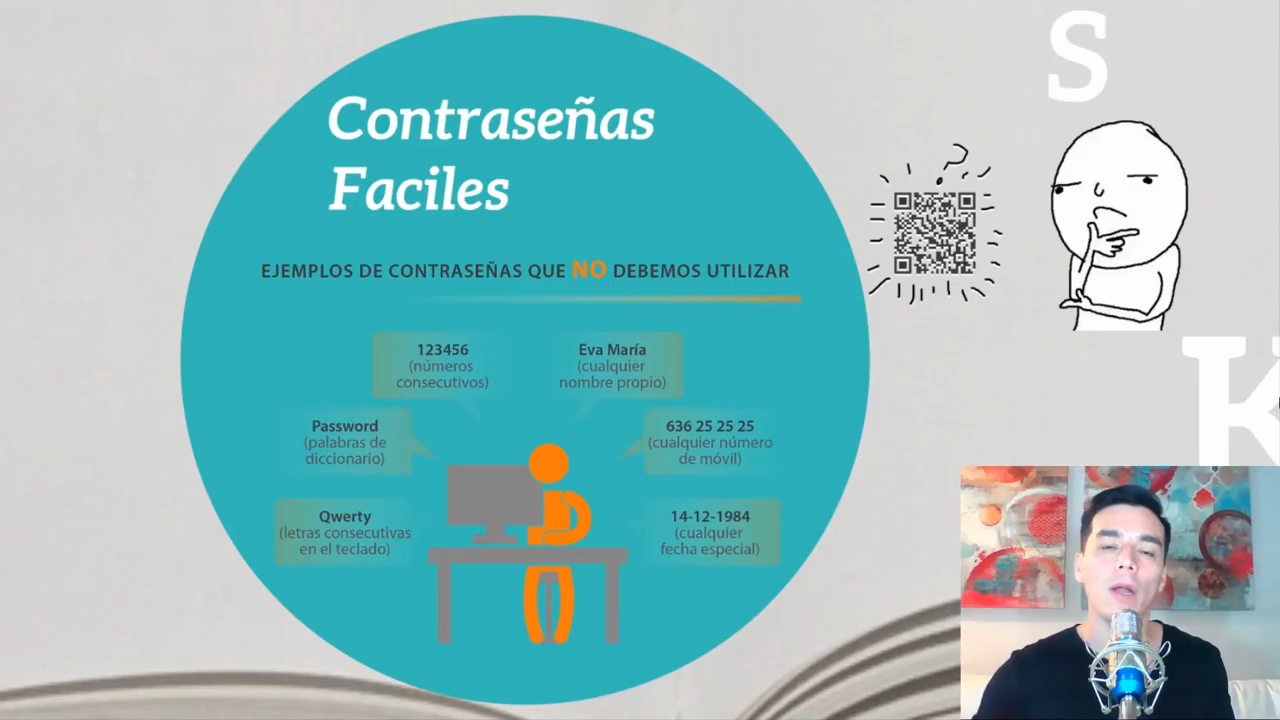 Contraseñas
Faciles
EJEMPLOS DE CONTRASEÑAS QUE NO DEBEMOS UTILIZAR
123456
(números
consecutivos)
Eva María
(cualquier
nombre propio)
Password
(palabras de
diccionario)
636 25 25 25
(cualquier número
de móvil)
Qwerty
(letras consecutivas
en el teclado)
14-12-1984
(cualquier
fecha especial)
?
S
K